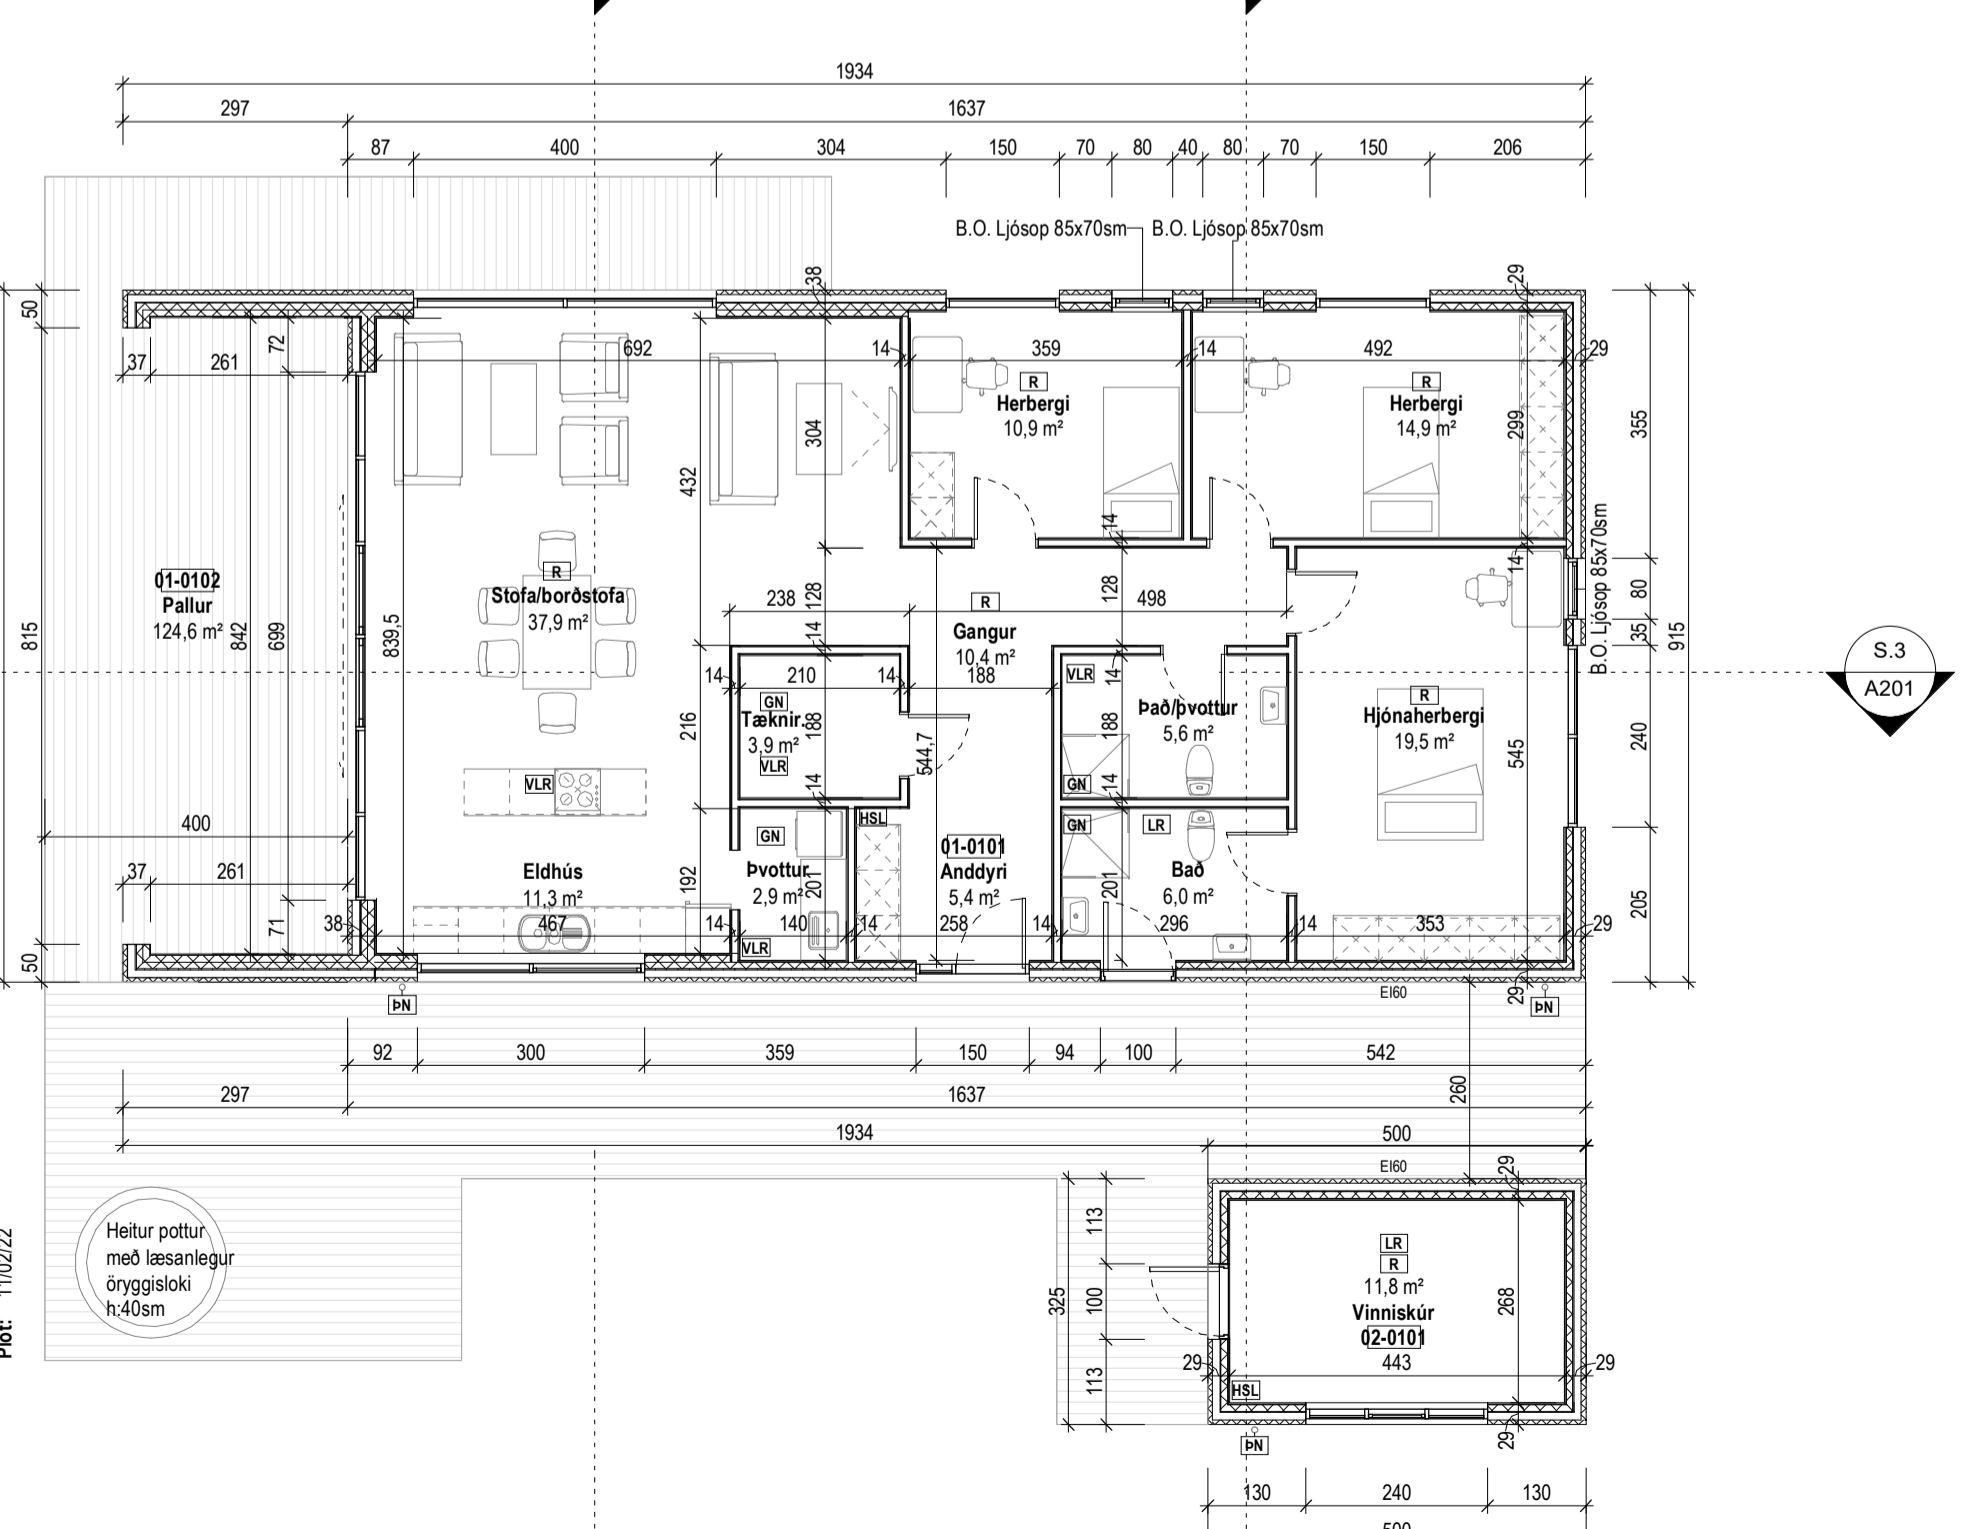 1934
297
1637
87
400
304
150
70
80
40
80
70
150
206
B.O. Ljósop 85x70sm
B.O. Ljósop 85x70sm
38
29
50
72
37
261
692
14
359
14
492
29
R
Herbergi
10,9 m²
R
Herbergi
14,9 m²
299
304
432
355
14
14
B.O. Ljósop 85x70sm
80
35
915
01-0102
Pallur
124,6 m²
815
842
699
839,5
R
Stofa/borðstofa
37,9 m²
238
128
14
R
Gangur
10,4 m²
128
498
14
210
14
188
VLR
14
GN
Tæknir.
3,9 m²
VLR
188
14
216
544,7
Það/þvottur
5,6 m²
188
GN
14
R
Hjónaherbergi
19,5 m²
545
240
S.3
A201
VLR
400
37
261
71
38
50
Eldhús
11,3 m²
467
192
GN
Þvottur
2,9 m²
201
14
140
14
VLR
HSL
01-0101
Anddyri
5,4 m²
258
14
GN
LR
Bað
6,0 m²
201
296
14
353
29
205
29
ÞN
EI60
ÞN
92
300
359
150
94
100
542
297
1637
260
1934
500
EI60
29
Heitur pottur
með læsanlegur
öryggisloki
h:40sm
Plot: 11/02/22
325
113
100
113
LR
R
11,8 m²
Vinniskúr
02-0101
443
268
29
29
HSL
29
ÞN
130
240
130
500